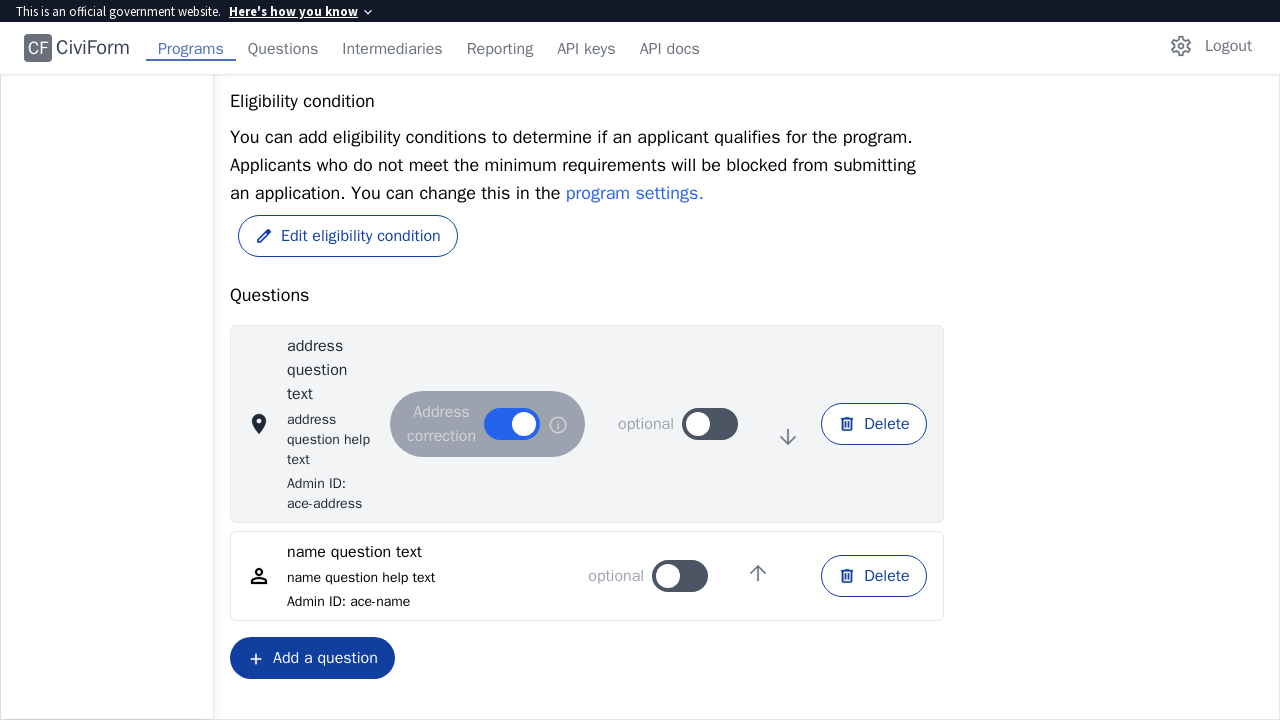 This is an official government website. Here's how you know
CF CiviForm Programs Questions Intermediaries Reporting API keys API docs Logout
Eligibility condition
You can add eligibility conditions to determine if an applicant qualifies for the program.
Applicants who do not meet the minimum requirements will be blocked from submitting
an application. You can change this in the program settings.
Edit eligibility condition
Questions
address
question
text
address
question help
text
Admin ID:
ace-address
Address
correction
optional
Delete
name question text
name question help text
Admin ID: ace-name
optional
Delete
Add a question